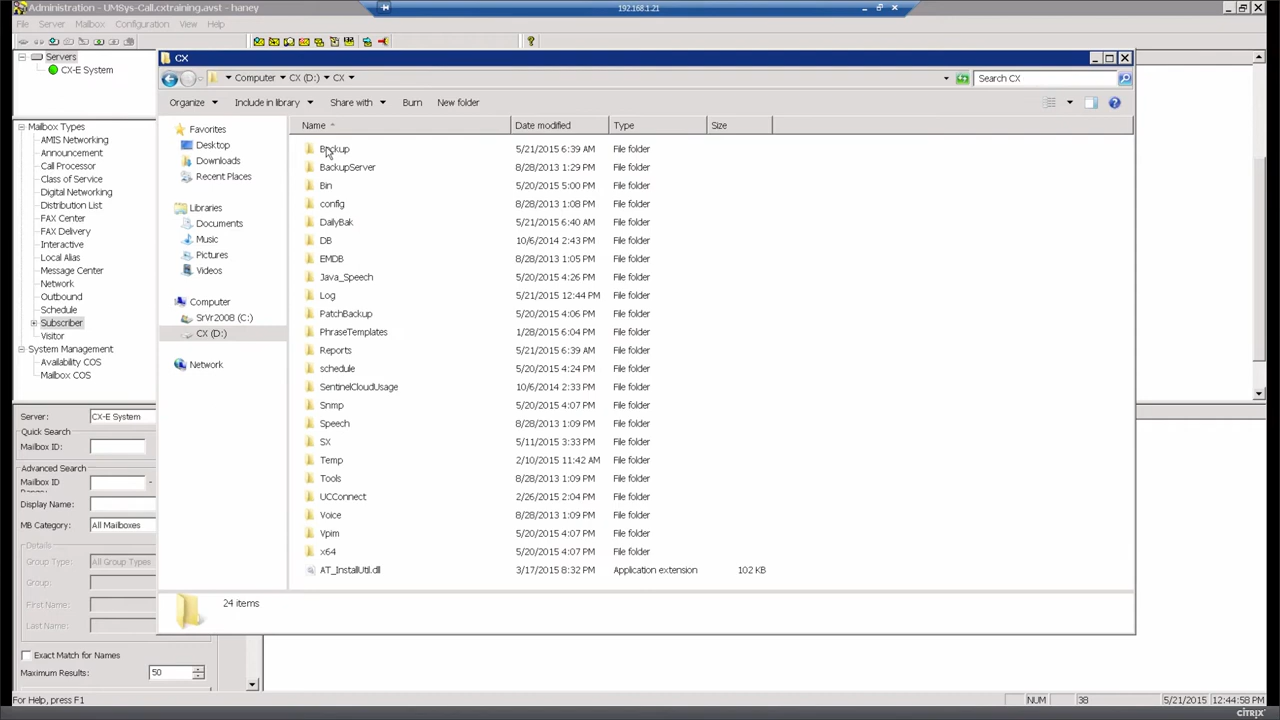 Administration - UMSys-Call.cxtraining.avst - haney
192.168.1.21
File Server Mailbox Configuration View Help
Servers
CX-E System
Mailbox Types
AMIS Networking
Announcement
Call Processor
Class of Service
Digital Networking
Distribution List
FAX Center
FAX Delivery
Interactive
Local Alias
Message Center
Network
Outbound
Schedule
Subscriber
Visitor
System Management
Availability COS
Mailbox COS
Server: CX-E System
Quick Search
Mailbox ID:
Advanced Search
Mailbox ID
Display Name:
MB Category: All Mailboxes
Details
Group Type: All Group Types
Group:
First Name:
Last Name:
Exact Match for Names
Maximum Results: 50
CX
Computer CX (D:) CX
Search CX
Organize Include in library Share with Burn New folder
Favorites
Desktop
Downloads
Recent Places
Libraries
Documents
Music
Pictures
Videos
Computer
SrVr2008 (C:)
CX (D:)
Network
Name Date modified Type Size
Backup 5/21/2015 6:39 AM File folder
BackupServer 8/28/2013 1:29 PM File folder
Bin 5/20/2015 5:00 PM File folder
config 8/28/2013 1:08 PM File folder
DailyBak 5/21/2015 6:40 AM File folder
DB 10/6/2014 2:43 PM File folder
EMDB 8/28/2013 1:05 PM File folder
Java_Speech 5/20/2015 4:26 PM File folder
Log 5/21/2015 12:44 PM File folder
PatchBackup 5/20/2015 4:06 PM File folder
PhraseTemplates 1/28/2015 6:04 PM File folder
Reports 5/21/2015 6:39 AM File folder
schedule 5/20/2015 4:24 PM File folder
SentinelCloudUsage 10/6/2014 2:33 PM File folder
Snmp 5/20/2015 4:07 PM File folder
Speech 8/28/2013 1:09 PM File folder
SX 5/11/2015 3:33 PM File folder
Temp 2/10/2015 11:42 AM File folder
Tools 8/28/2013 1:09 PM File folder
UCConnect 2/26/2015 2:04 PM File folder
Voice 8/28/2013 1:09 PM File folder
Vpim 5/20/2015 4:07 PM File folder
x64 5/20/2015 4:07 PM File folder
AT_InstallUtil.dll 3/17/2015 8:32 PM Application extension 102 KB
24 items
For Help, press F1
NUM 38 5/21/2015 12:44:58 PM
CITRIX